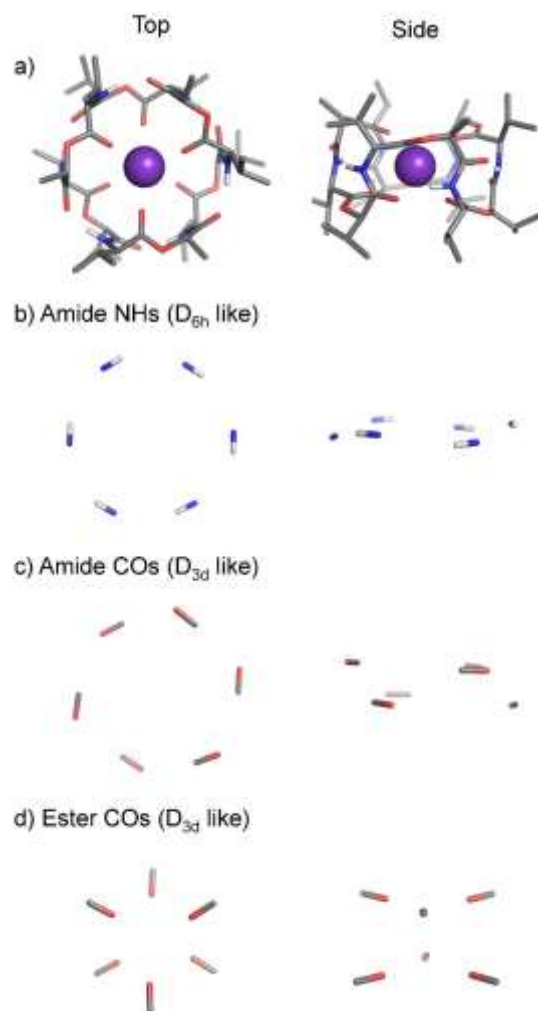 Top Side
a)
b) Amide NHs (D6h like)
c) Amide COs (D3d like)
d) Ester COs (D3d like)